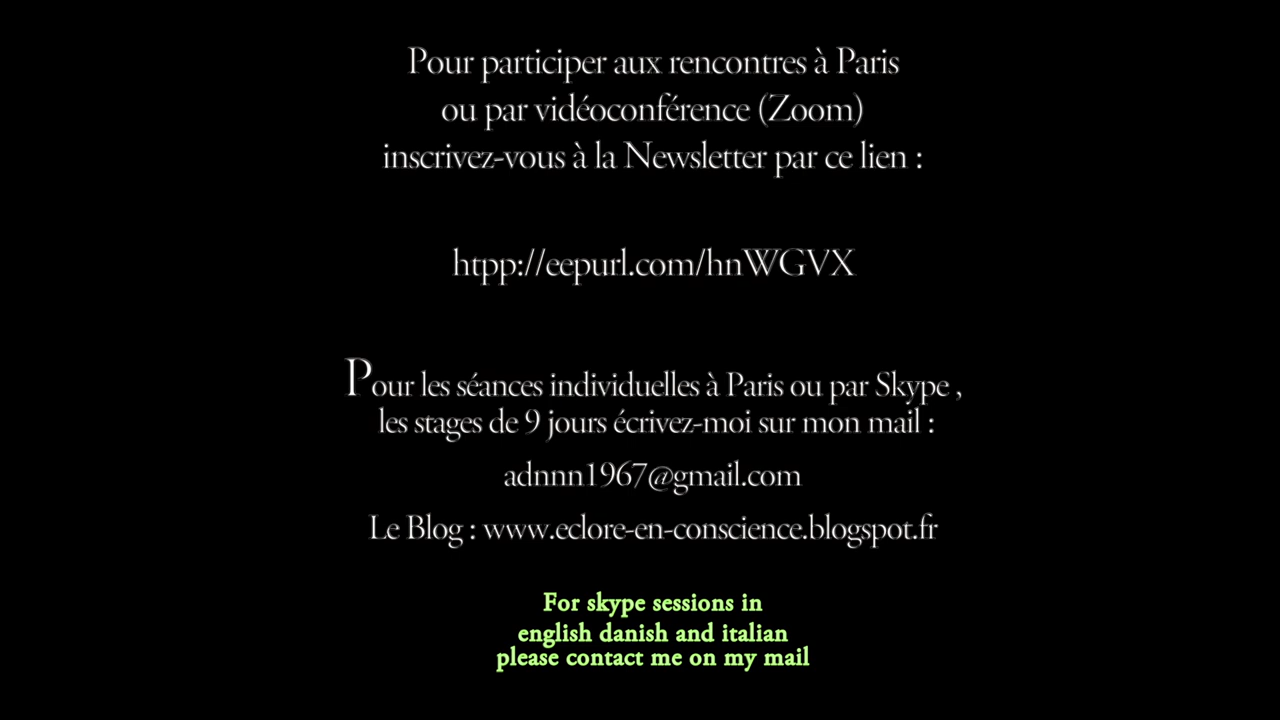 Pour participer aux rencontres à Paris
ou par vidéoconférence (Zoom)
inscrivez-vous à la Newsletter par ce lien :
htpp://eepurl.com/hnWGVX
Pour les séances individuelles à Paris ou par Skype ,
les stages de 9 jours écrivez-moi sur mon mail :
adnnn1967@gmail.com
Le Blog : www.eclore-en-conscience.blogspot.fr
For skype sessions in
english danish and italian
please contact me on my mail